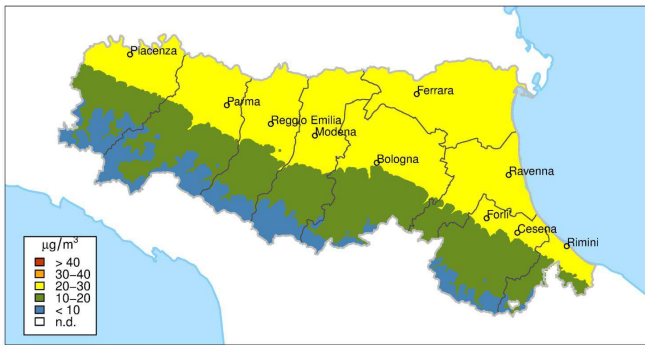 Piacenza
Parma
Reggio Emilia
Modena
Ferrara
Bologna
Ravenna
Forlì
Cesena
Rimini
μg/m³
> 40
30–40
20–30
10–20
< 10
n.d.